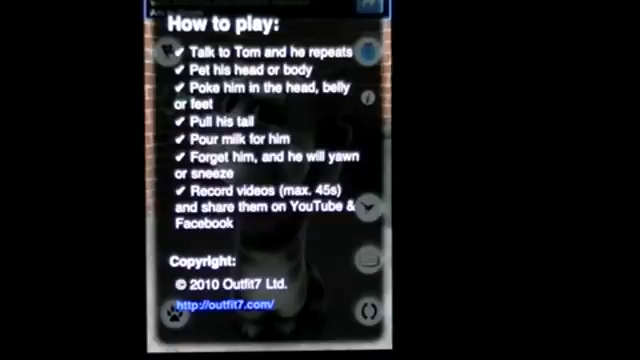 How to play:
✔ Talk to Tom and he repeats
✔ Pet his head or body
✔ Poke him in the head, belly
or feet
✔ Pull his tail
✔ Pour milk for him
✔ Forget him, and he will yawn
or sneeze
✔ Record videos (max. 45s)
and share them on YouTube &
Facebook
Copyright:
© 2010 Outfit7 Ltd.
http://outfit7.com/